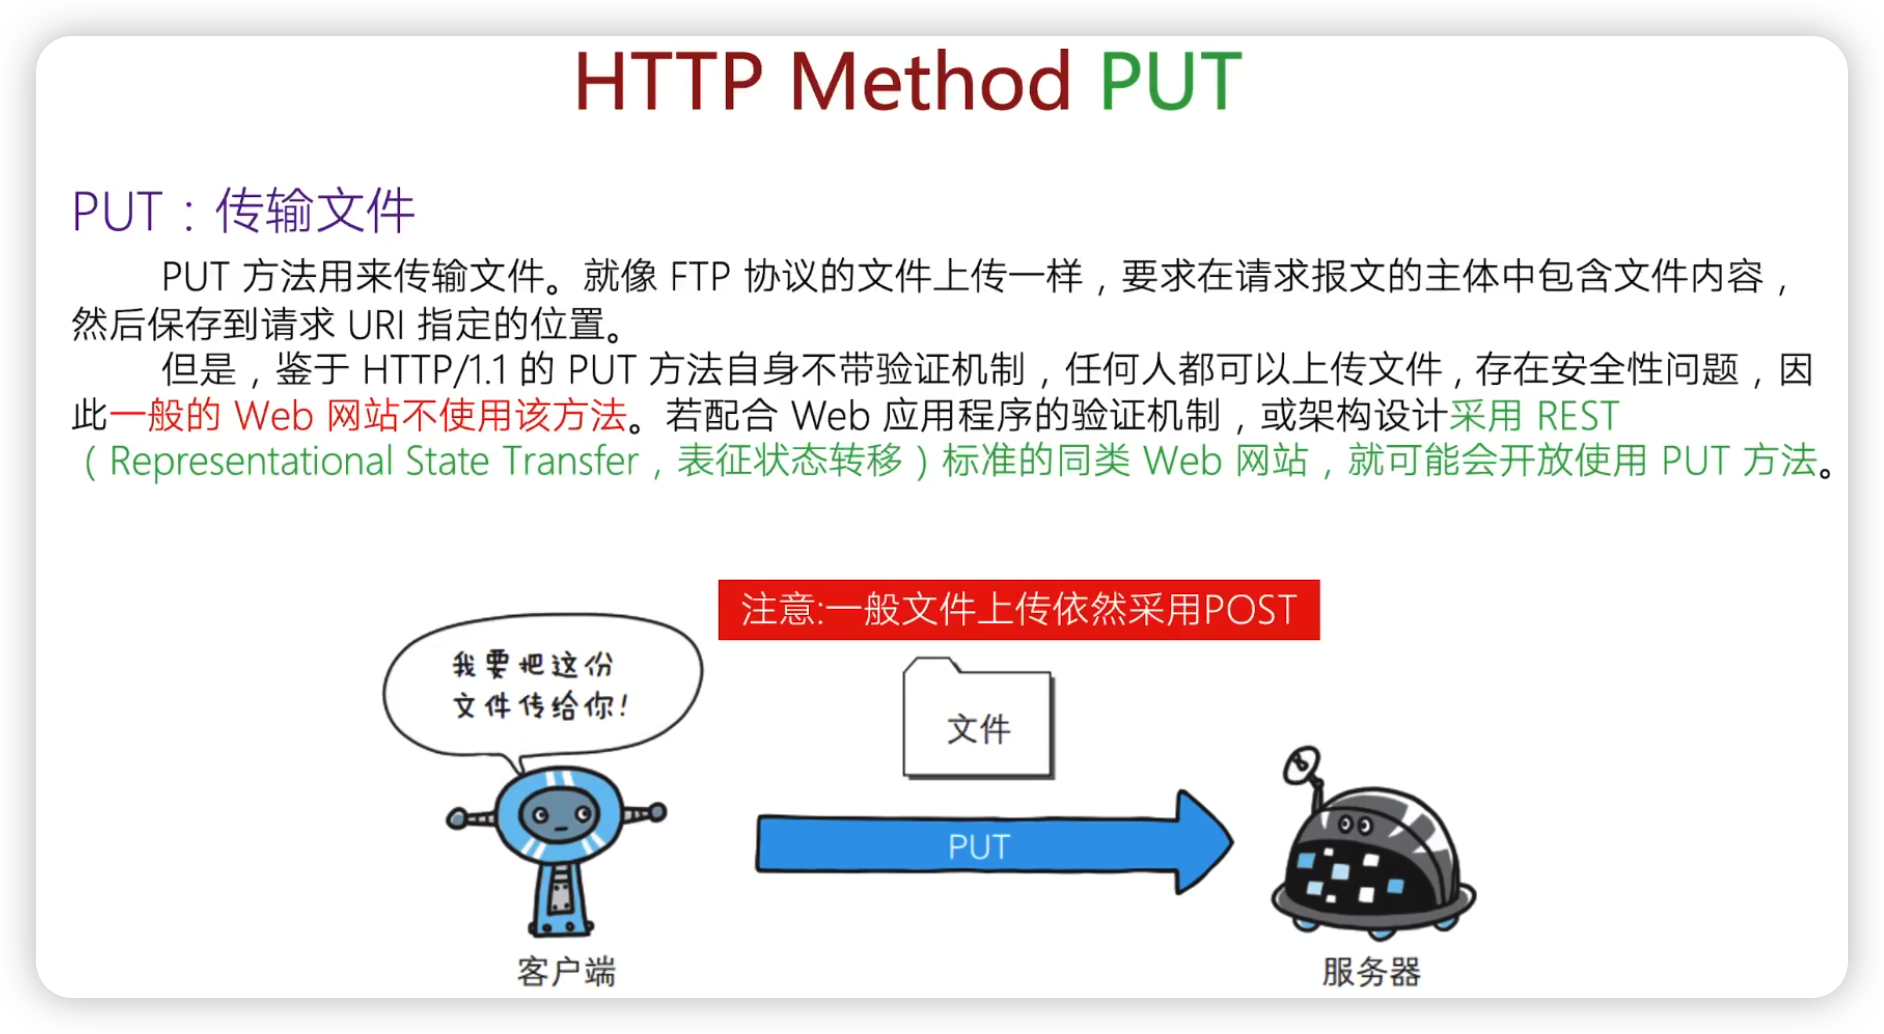 HTTP Method PUT
PUT：传输文件
PUT 方法用来传输文件。就像 FTP 协议的文件上传一样，要求在请求报文的主体中包含文件内容，
然后保存到请求 URI 指定的位置。
但是，鉴于 HTTP/1.1 的 PUT 方法自身不带验证机制，任何人都可以上传文件，存在安全性问题，因
此一般的 Web 网站不使用该方法。若配合 Web 应用程序的验证机制，或架构设计采用 REST
（Representational State Transfer，表征状态转移）标准的同类 Web 网站，就可能会开放使用 PUT 方法。
注意:一般文件上传依然采用POST
我要把这份
文件传给你!
文件
PUT
客户端
服务器